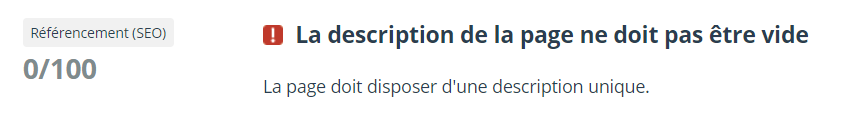 Référencement (SEO)
0/100
La description de la page ne doit pas être vide
La page doit disposer d'une description unique.